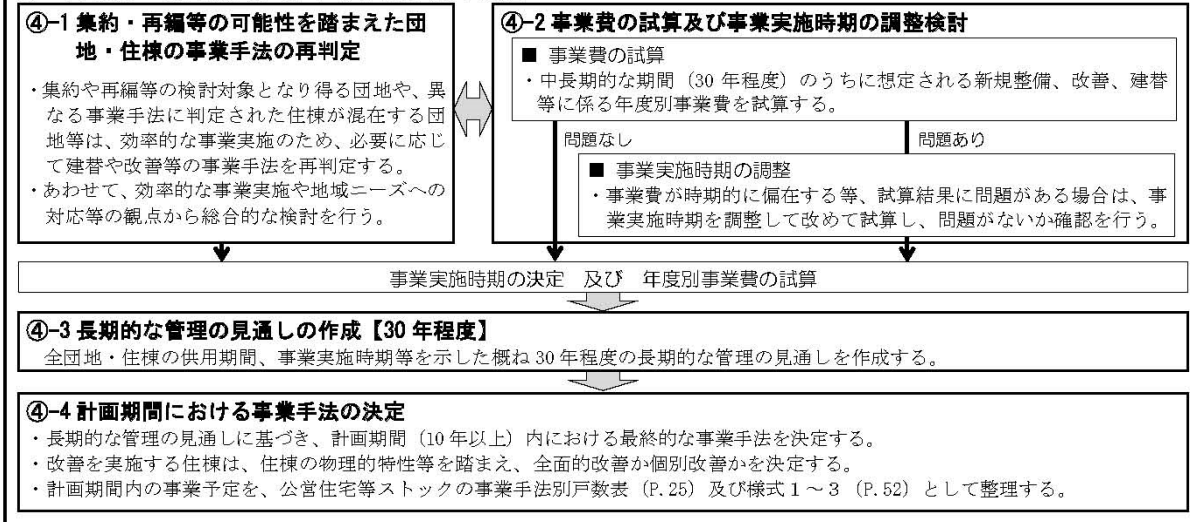 ④-1 集約・再編等の可能性を踏まえた団
地・住棟の事業手法の再判定
・集約や再編等の検討対象となり得る団地や、異
なる事業手法に判定された住棟が混在する団
地等は、効率的な事業実施のため、必要に応じ
て建替や改善等の事業手法を再判定する。
・あわせて、効率的な事業実施や地域ニーズへの
対応等の観点から総合的な検討を行う。
④-2 事業費の試算及び事業実施時期の調整検討
■ 事業費の試算
・中長期的な期間（30 年程度）のうちに想定される新規整備、改善、建替
等に係る年度別事業費を試算する。
問題なし
問題あり
■ 事業実施時期の調整
・事業費が時期的に偏在する等、試算結果に問題がある場合は、事
業実施時期を調整して改めて試算し、問題がないか確認を行う。
事業実施時期の決定 及び 年度別事業費の試算
④-3 長期的な管理の見通しの作成【30 年程度】
全団地・住棟の供用期間、事業実施時期等を示した概ね 30 年程度の長期的な管理の見通しを作成する。
④-4 計画期間における事業手法の決定
・長期的な管理の見通しに基づき、計画期間（10 年以上）内における最終的な事業手法を決定する。
・改善を実施する住棟は、住棟の物理的特性等を踏まえ、全面的改善か個別改善かを決定する。
・計画期間内の事業予定を、公営住宅等ストックの事業手法別戸数表（P.25）及び様式１～３（P.52）として整理する。